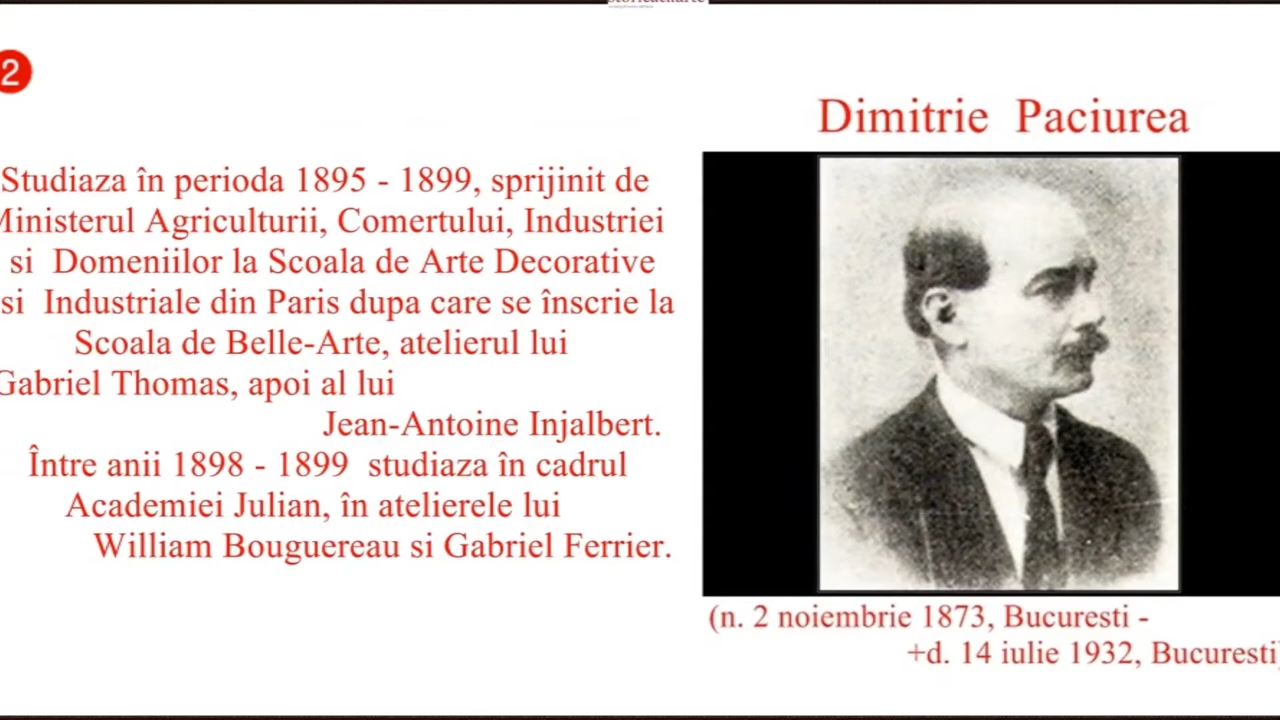 2
Dimitrie Paciurea
Studiaza în perioda 1895 - 1899, sprijinit de
Ministerul Agriculturii, Comertului, Industriei
si Domeniilor la Scoala de Arte Decorative
si Industriale din Paris dupa care se înscrie la
Scoala de Belle-Arte, atelierul lui
Gabriel Thomas, apoi al lui
Jean-Antoine Injalbert.
Între anii 1898 - 1899 studiaza în cadrul
Academiei Julian, în atelierele lui
William Bouguereau si Gabriel Ferrier.
(n. 2 noiembrie 1873, Bucuresti -
+d. 14 iulie 1932, Bucuresti)